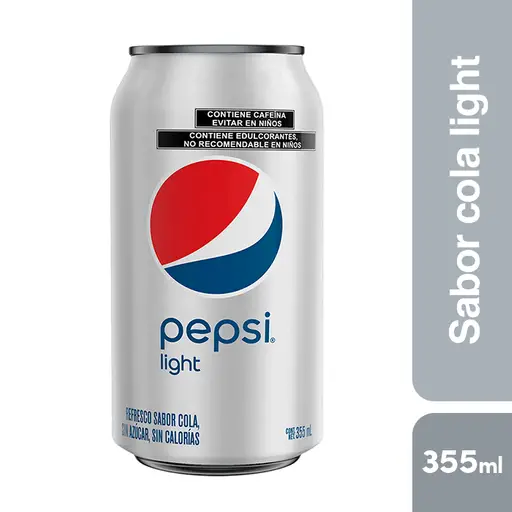 CONTIENE CAFEÍNA
EVITAR EN NIÑOS
CONTIENE EDULCORANTES,
NO RECOMENDABLE EN NIÑOS
pepsi®
light
REFRESCO SABOR COLA,
SIN AZÚCAR, SIN CALORÍAS
CONT.
NET. 355 mL
Sabor cola light
355ml